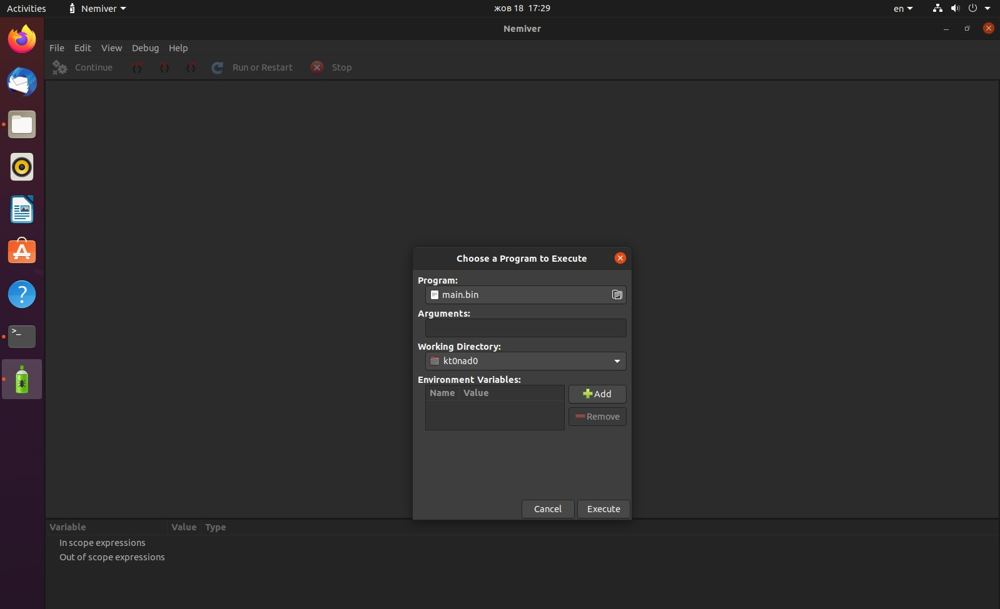 Activities Nemiver жов 18 17:29 en
Nemiver
File Edit View Debug Help
Continue Run or Restart Stop
Choose a Program to Execute
Program:
main.bin
Arguments:
Working Directory:
kt0nad0
Environment Variables:
Name Value Add
Remove
Cancel Execute
Variable Value Type
In scope expressions
Out of scope expressions